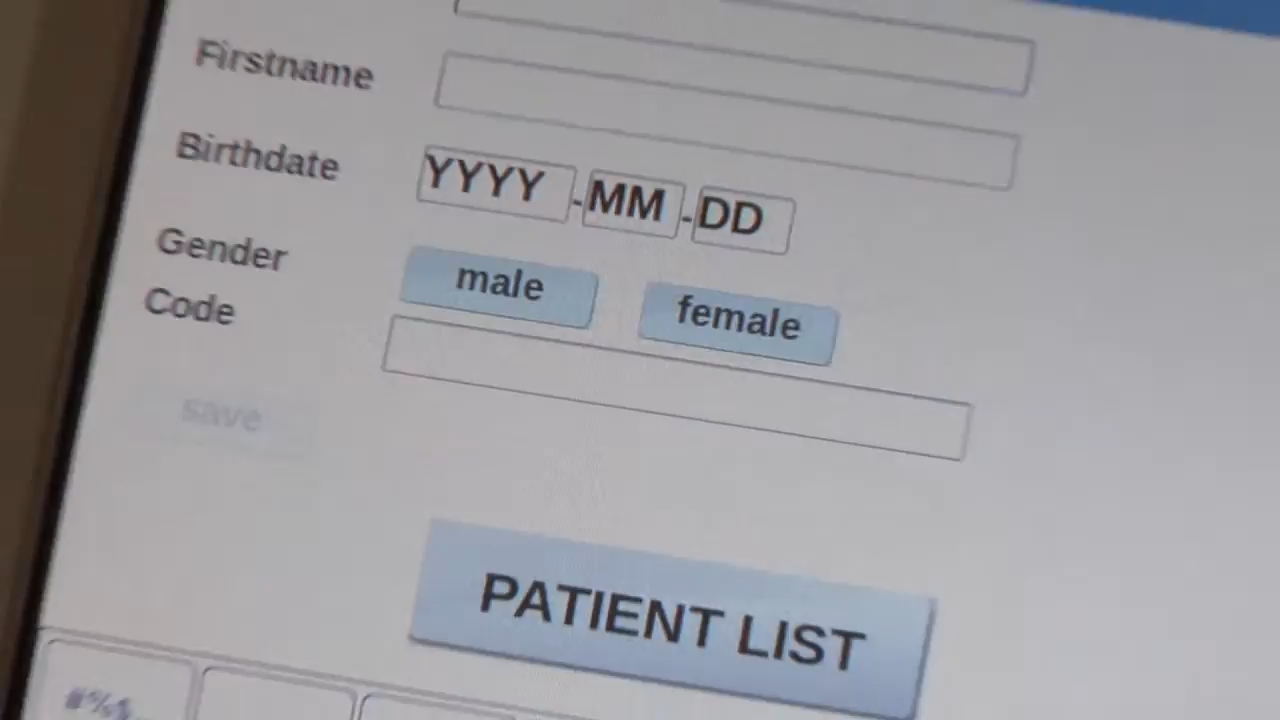 Firstname
Birthdate YYYY-MM-DD
Gender male female
Code
save
PATIENT LIST
#%$